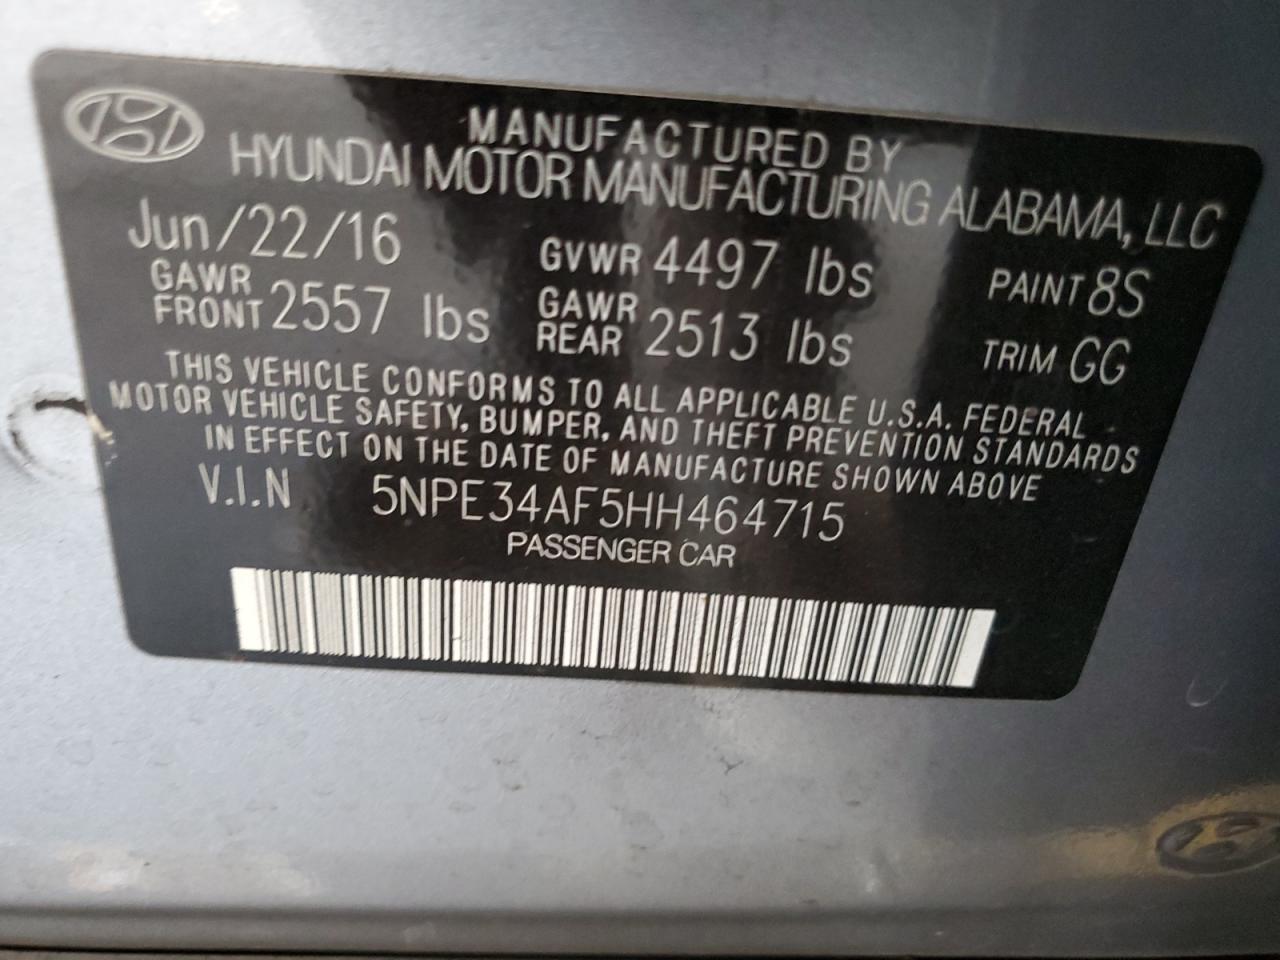 MANUFACTURED BY
HYUNDAI MOTOR MANUFACTURING ALABAMA, LLC
Jun/22/16 GVWR 4497 lbs PAINT 8S
GAWR FRONT 2557 lbs GAWR REAR 2513 lbs TRIM GG
THIS VEHICLE CONFORMS TO ALL APPLICABLE U.S.A. FEDERAL
MOTOR VEHICLE SAFETY, BUMPER, AND THEFT PREVENTION STANDARDS
IN EFFECT ON THE DATE OF MANUFACTURE SHOWN ABOVE
V.I.N 5NPE34AF5HH464715
PASSENGER CAR